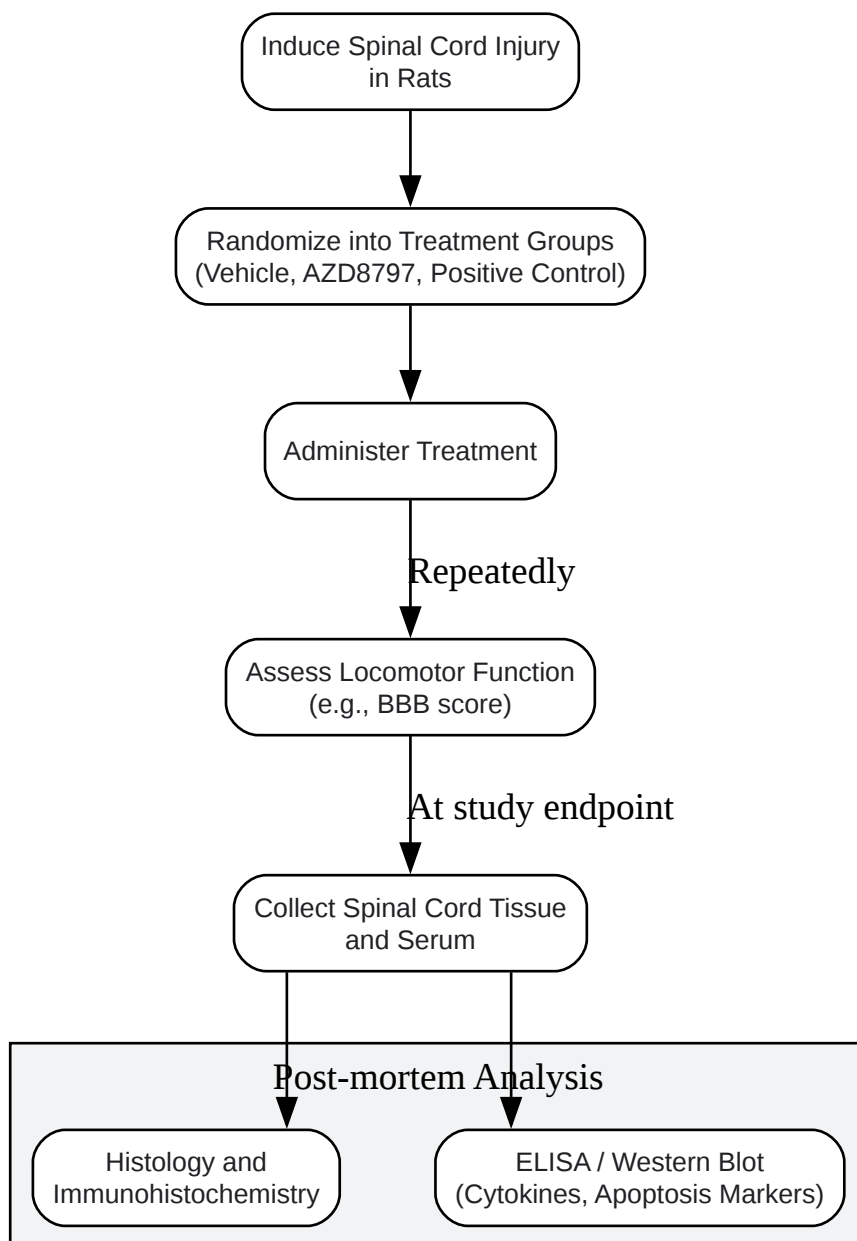 Induce Spinal Cord Injury
in Rats
Randomize into Treatment Groups
(Vehicle, AZD8797, Positive Control)
Administer Treatment
Repeatedly
Assess Locomotor Function
(e.g., BBB score)
At study endpoint
Collect Spinal Cord Tissue
and Serum
Post-mortem Analysis
Histology and
Immunohistochemistry
ELISA / Western Blot
(Cytokines, Apoptosis Markers)